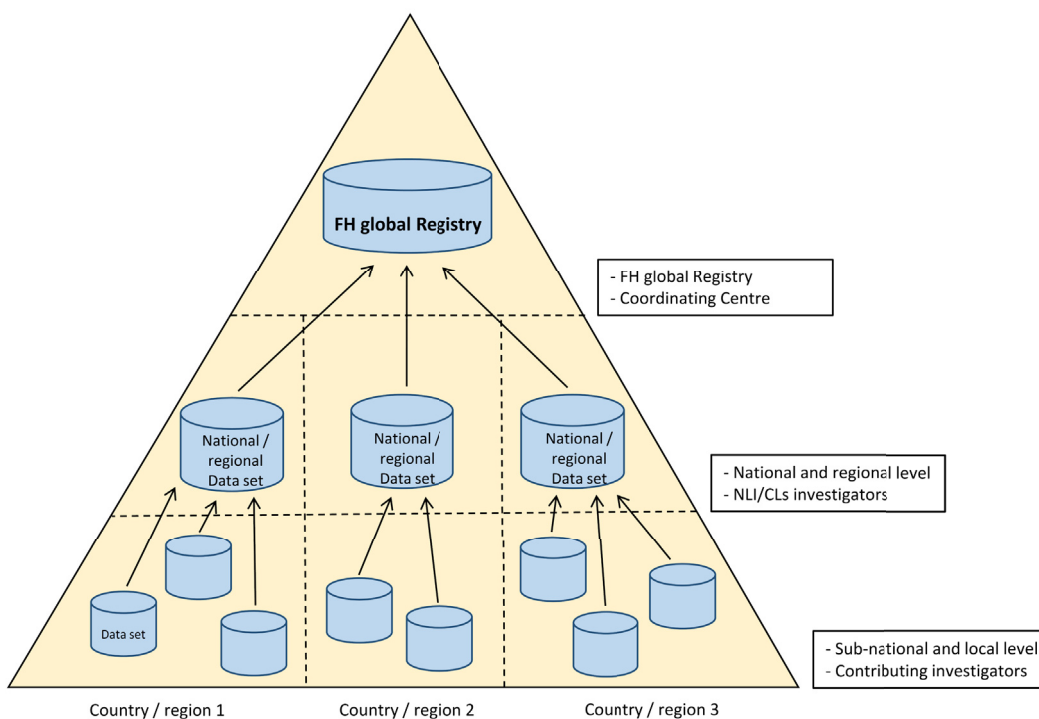 FH global Registry
- FH global Registry
- Coordinating Centre
National /
regional
Data set
National /
regional
Data set
National /
regional
Data set
- National and regional level
- NLI/CLs investigators
Data set
- Sub-national and local level
- Contributing investigators
Country / region 1
Country / region 2
Country / region 3